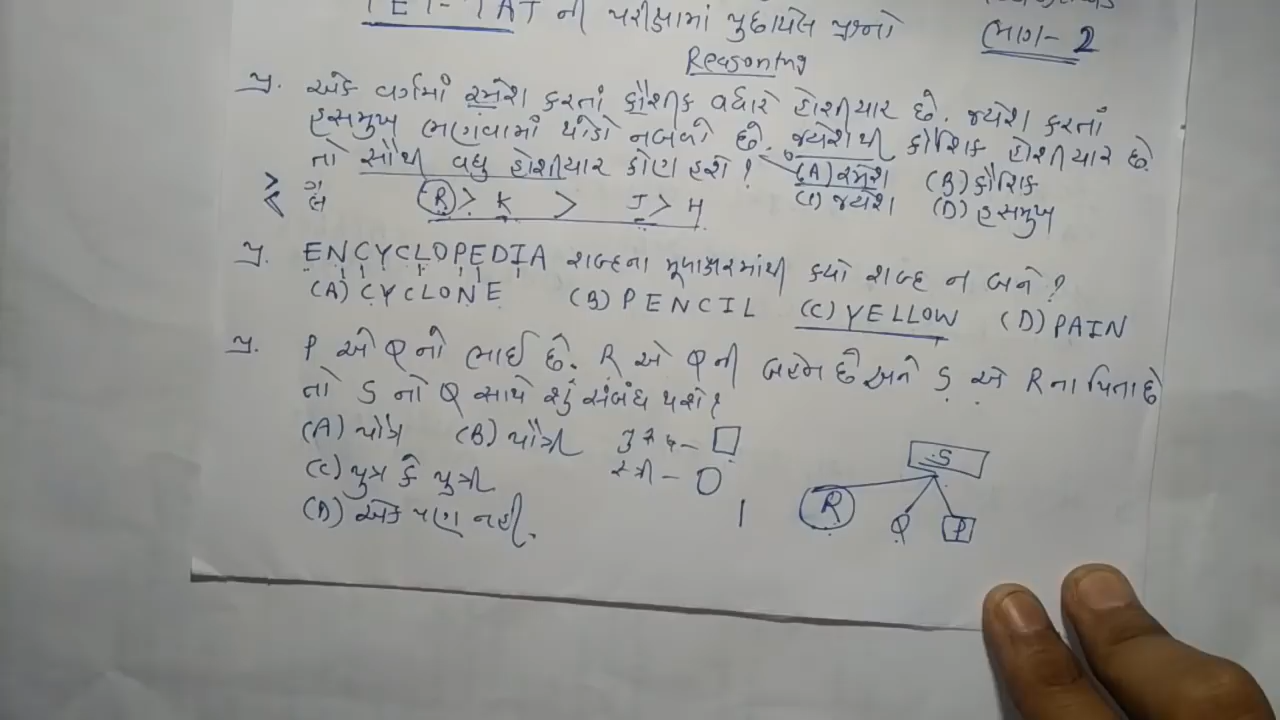 TET-TAT ની પરીક્ષામાં પુછાયેલ પ્રશ્નો
ભાગ-2
Reasoning
પ્ર. એક વર્ગમાં રમેશ કરતાં કૌશીક વધારે હોશીયાર છે. જયેશ કરતાં
હસમુખ ભણવામાં થોડો નબળો છે. જયેશથી કૌશિક હોશિયાર છે
તો સૌથી વધુ હોશીયાર કોણ હશે? (A) રમેશ (B) કૌશિક
(C) જયેશ (D) હસમુખ
> ગ
< લ
R > K > J > H
પ્ર. ENCYCLOPEDIA શબ્દના મૂળાક્ષરમાંથી કયો શબ્દ ન બને?
(A) CYCLONE (B) PENCIL (C) YELLOW (D) PAIN
પ્ર. P એ Q નો ભાઈ છે. R એ Q ની બહેન છે અને S એ R ના પિતા છે
તો S નો Q સાથે શું સંબંધ થશે?
(A) પૌત્ર (B) પૌત્રી પુરુષ - □
(C) પુત્ર કે પુત્રી સ્ત્રી - O
(D) એક પણ નહી.
S
R Q P